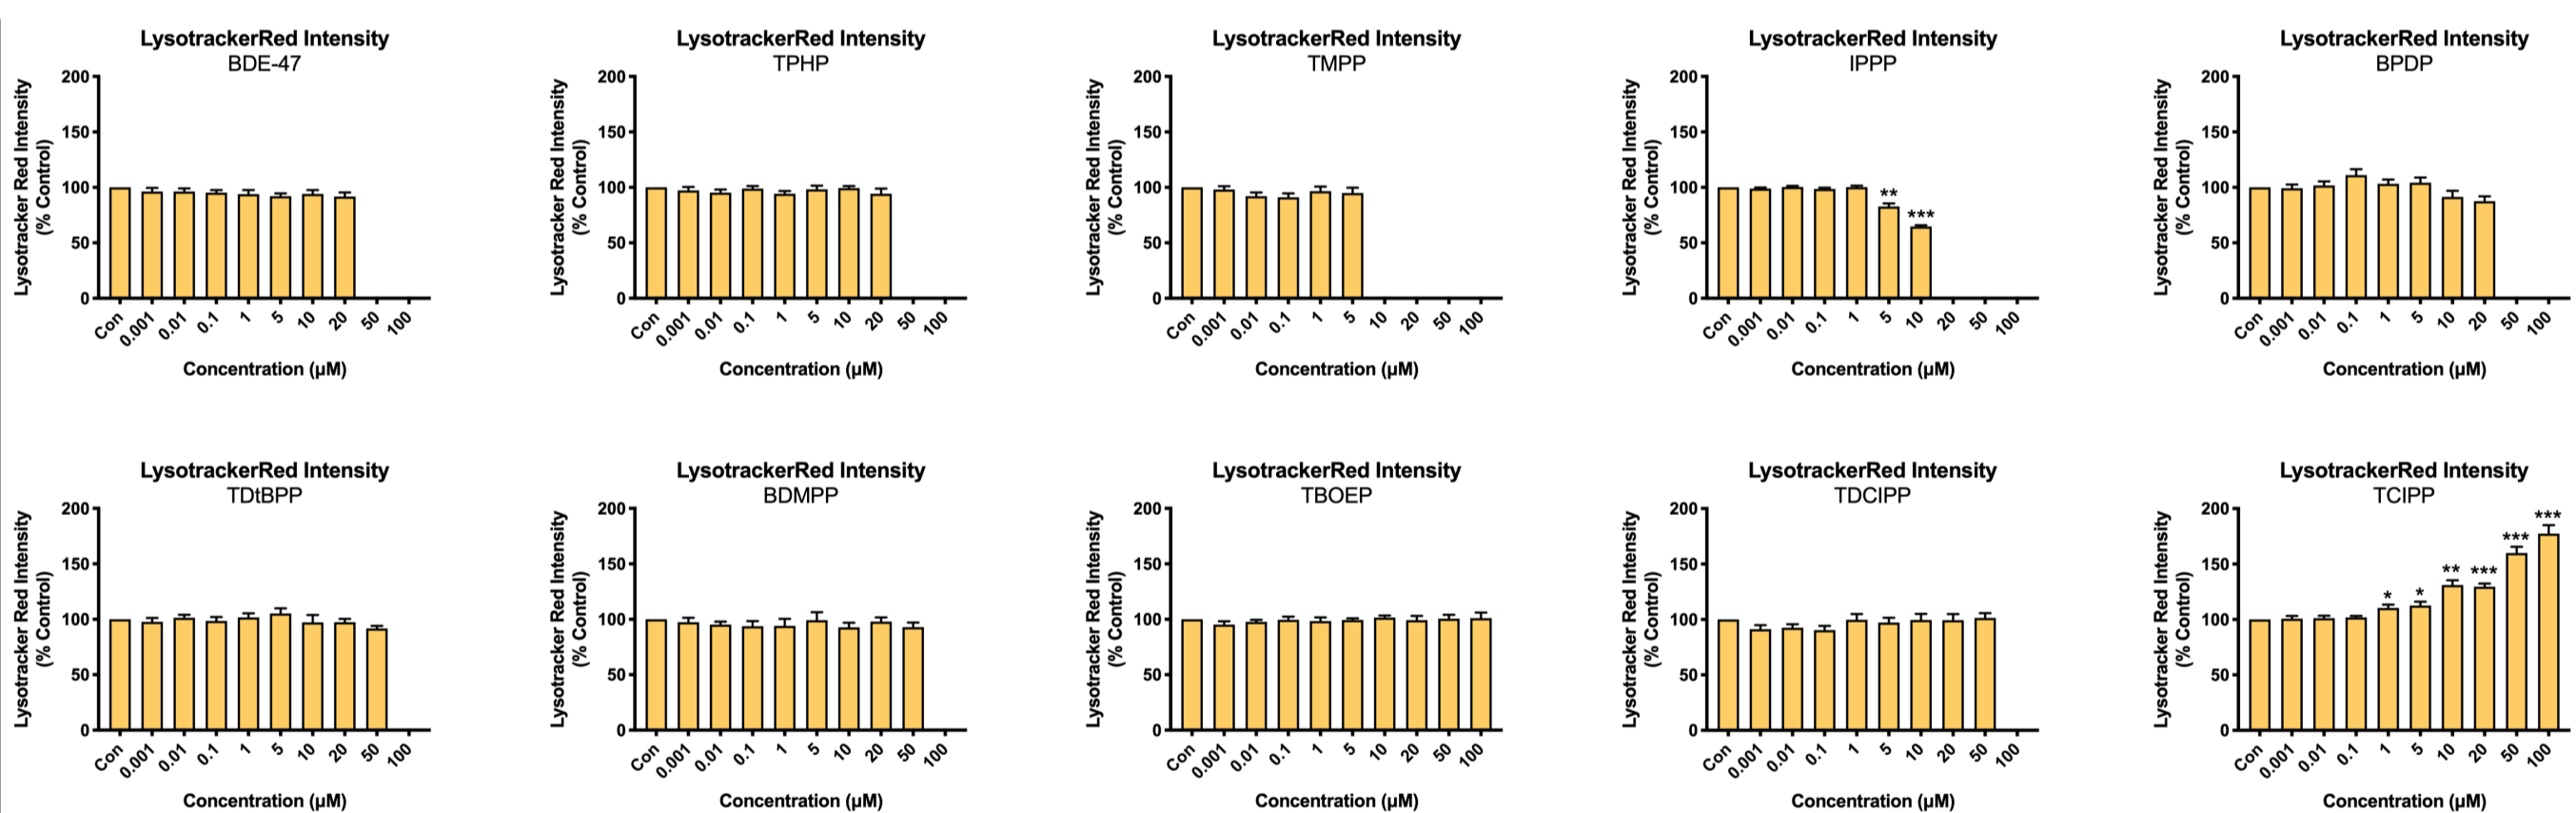 LysotrackerRed Intensity
BDE-47
Lysotracker Red Intensity
(% Control)
200
150
100
50
0
Con 0.001 0.01 0.1 1 5 10 20 50 100
Concentration (µM)
LysotrackerRed Intensity
TPHP
Lysotracker Red Intensity
(% Control)
200
150
100
50
0
Con 0.001 0.01 0.1 1 5 10 20 50 100
Concentration (µM)
LysotrackerRed Intensity
TMPP
Lysotracker Red Intensity
(% Control)
200
150
100
50
0
Con 0.001 0.01 0.1 1 5 10 20 50 100
Concentration (µM)
LysotrackerRed Intensity
IPPP
Lysotracker Red Intensity
(% Control)
200
150
100
50
0
** ***
Con 0.001 0.01 0.1 1 5 10 20 50 100
Concentration (µM)
LysotrackerRed Intensity
BPDP
Lysotracker Red Intensity
(% Control)
200
150
100
50
0
Con 0.001 0.01 0.1 1 5 10 20 50 100
Concentration (µM)
LysotrackerRed Intensity
TDtBPP
Lysotracker Red Intensity
(% Control)
200
150
100
50
0
Con 0.001 0.01 0.1 1 5 10 20 50 100
Concentration (µM)
LysotrackerRed Intensity
BDMPP
Lysotracker Red Intensity
(% Control)
200
150
100
50
0
Con 0.001 0.01 0.1 1 5 10 20 50 100
Concentration (µM)
LysotrackerRed Intensity
TBOEP
Lysotracker Red Intensity
(% Control)
200
150
100
50
0
Con 0.001 0.01 0.1 1 5 10 20 50 100
Concentration (µM)
LysotrackerRed Intensity
TDCIPP
Lysotracker Red Intensity
(% Control)
200
150
100
50
0
Con 0.001 0.01 0.1 1 5 10 20 50 100
Concentration (µM)
LysotrackerRed Intensity
TCIPP
Lysotracker Red Intensity
(% Control)
200
150
100
50
0
* * ** *** *** ***
Con 0.001 0.01 0.1 1 5 10 20 50 100
Concentration (µM)